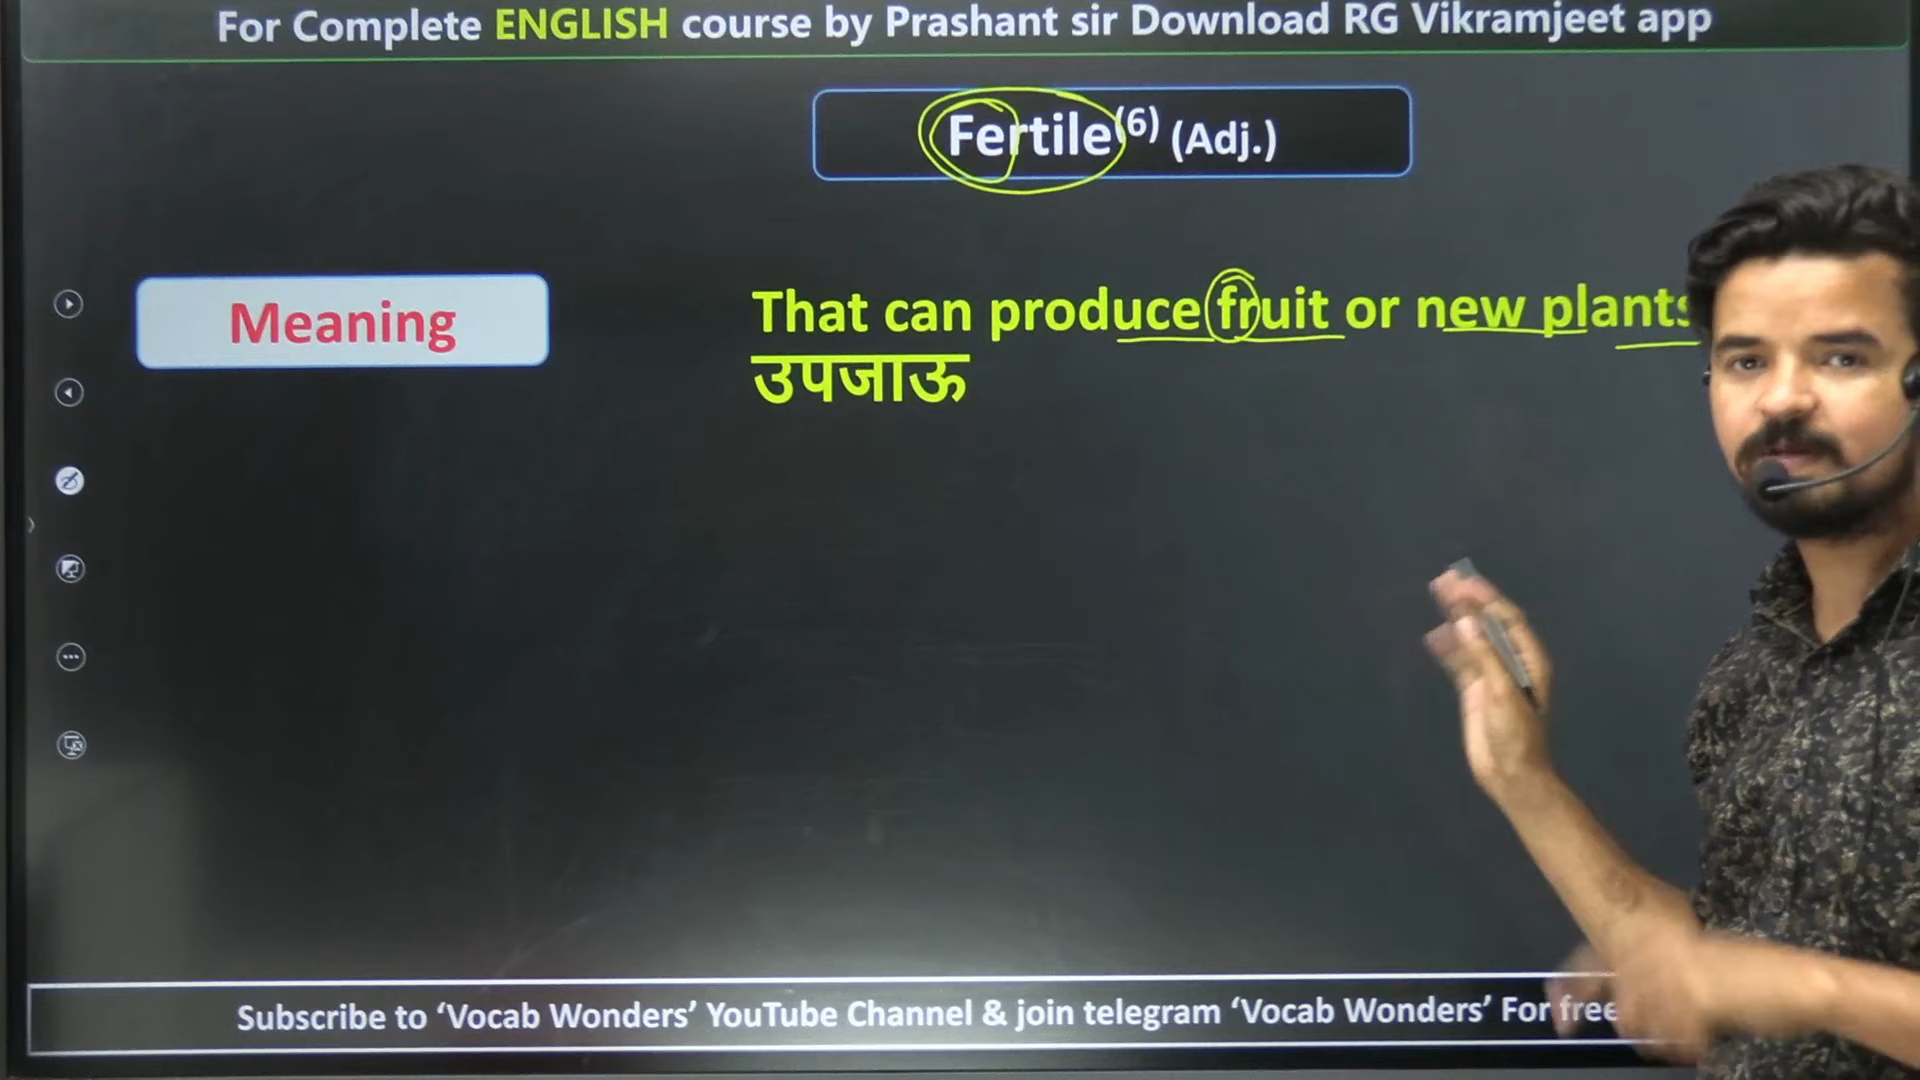 For Complete ENGLISH course by Prashant sir Download RG Vikramjeet app
Fertile(6) (Adj.)
Meaning
That can produce fruit or new plants
उपजाऊ
Subscribe to ‘Vocab Wonders’ YouTube Channel & join telegram ‘Vocab Wonders’ For free